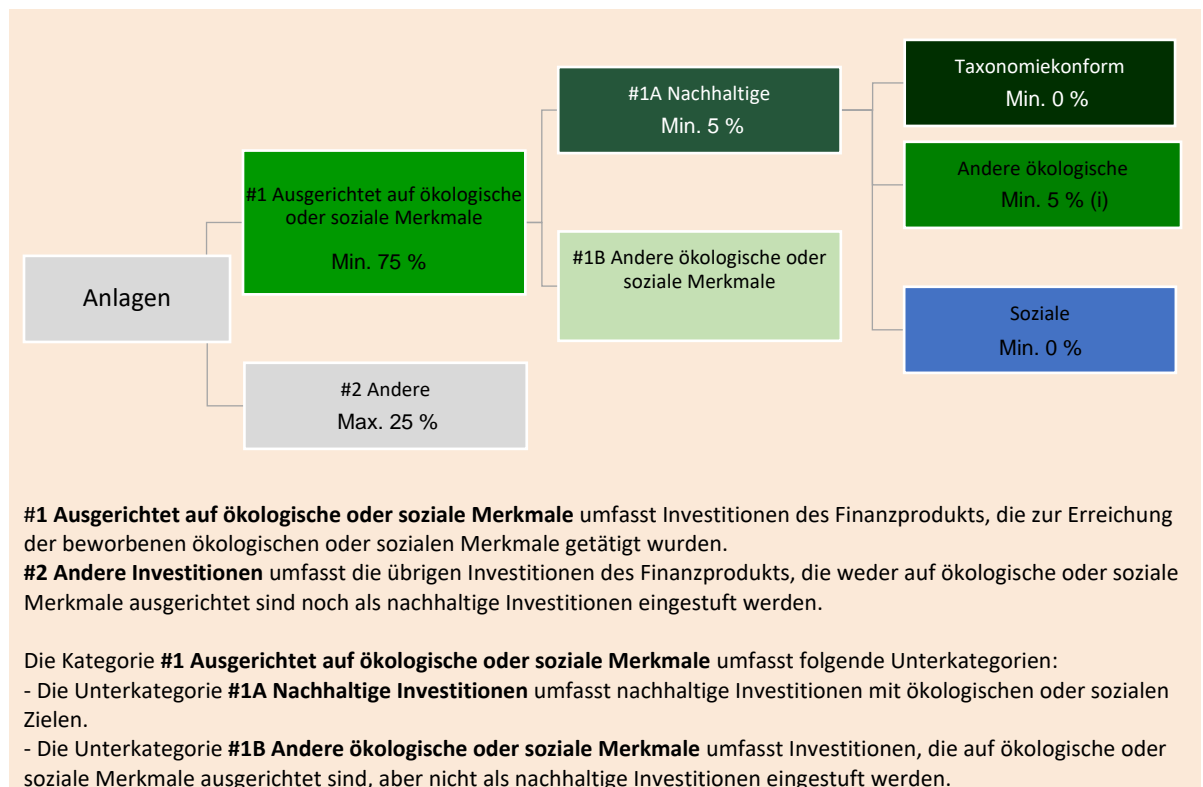 Anlagen
#1 Ausgerichtet auf ökologische
oder soziale Merkmale
Min. 75 %
#2 Andere
Max. 25 %
#1A Nachhaltige
Min. 5 %
#1B Andere ökologische oder
soziale Merkmale
Taxonomiekonform
Min. 0 %
Andere ökologische
Min. 5 % (i)
Soziale
Min. 0 %
#1 Ausgerichtet auf ökologische oder soziale Merkmale umfasst Investitionen des Finanzprodukts, die zur Erreichung
der beworbenen ökologischen oder sozialen Merkmale getätigt wurden.
#2 Andere Investitionen umfasst die übrigen Investitionen des Finanzprodukts, die weder auf ökologische oder soziale
Merkmale ausgerichtet sind noch als nachhaltige Investitionen eingestuft werden.
Die Kategorie #1 Ausgerichtet auf ökologische oder soziale Merkmale umfasst folgende Unterkategorien:
- Die Unterkategorie #1A Nachhaltige Investitionen umfasst nachhaltige Investitionen mit ökologischen oder sozialen
Zielen.
- Die Unterkategorie #1B Andere ökologische oder soziale Merkmale umfasst Investitionen, die auf ökologische oder
soziale Merkmale ausgerichtet sind, aber nicht als nachhaltige Investitionen eingestuft werden.